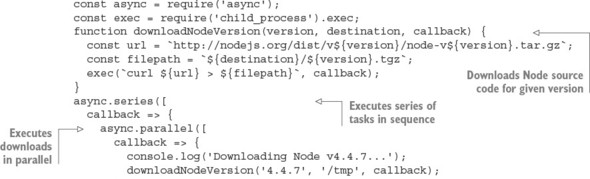 const async = require('async');
const exec = require('child_process').exec;
function downloadNodeVersion(version, destination, callback) {
  const url = `http://nodejs.org/dist/v${version}/node-v${version}.tar.gz`;
  const filepath = `${destination}/${version}.tgz`;
  exec(`curl ${url} > ${filepath}`, callback);
}
Downloads Node source
code for given version
async.series([
  callback => {
    async.parallel([
      callback => {
        console.log('Downloading Node v4.4.7...');
        downloadNodeVersion('4.4.7', '/tmp', callback);
Executes series of
tasks in sequence
Executes
downloads
in parallel